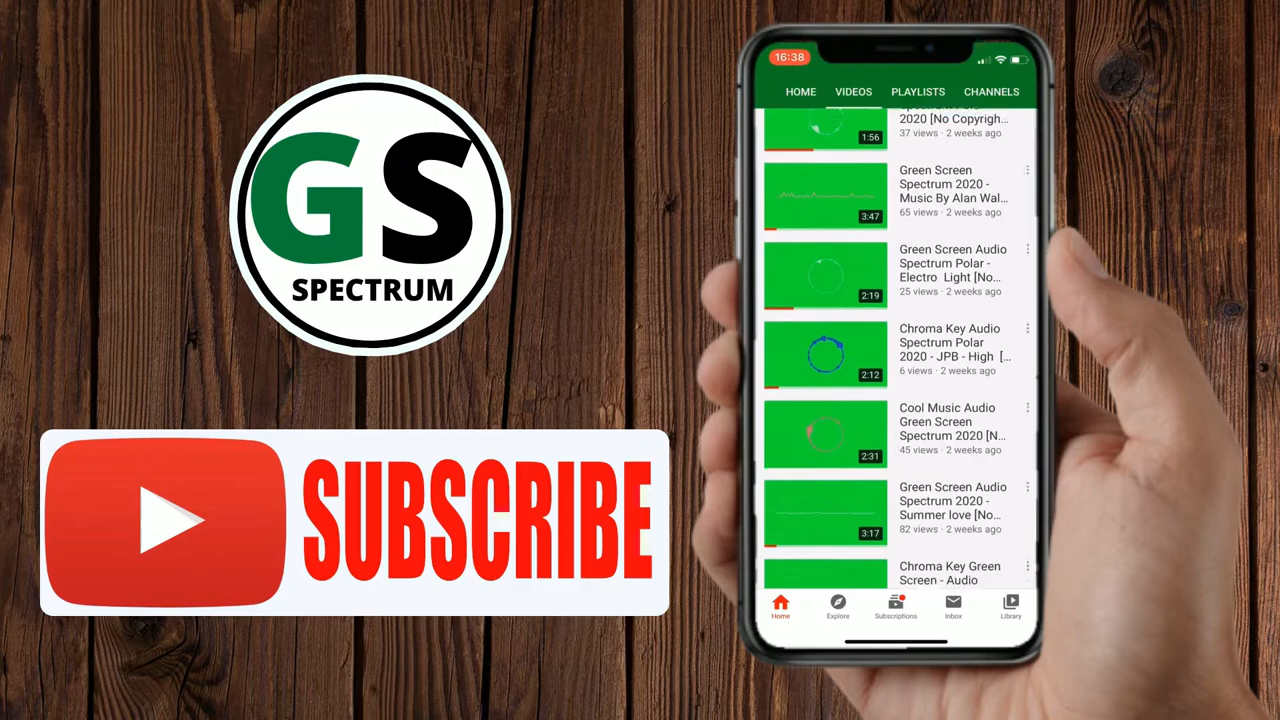 GS
SPECTRUM
SUBSCRIBE
16:38
HOME VIDEOS PLAYLISTS CHANNELS
2020 [No Copyrigh...
37 views · 2 weeks ago
1:56
Green Screen
Spectrum 2020 -
Music By Alan Wal...
65 views · 2 weeks ago
3:47
Green Screen Audio
Spectrum Polar -
Electro Light [No...
25 views · 2 weeks ago
2:19
Chroma Key Audio
Spectrum Polar
2020 - JPB - High [...
6 views · 2 weeks ago
2:12
Cool Music Audio
Green Screen
Spectrum 2020 [N...
45 views · 2 weeks ago
2:31
Green Screen Audio
Spectrum 2020 -
Summer love [No...
82 views · 2 weeks ago
3:17
Chroma Key Green
Screen - Audio
Home Explore Subscriptions Inbox Library